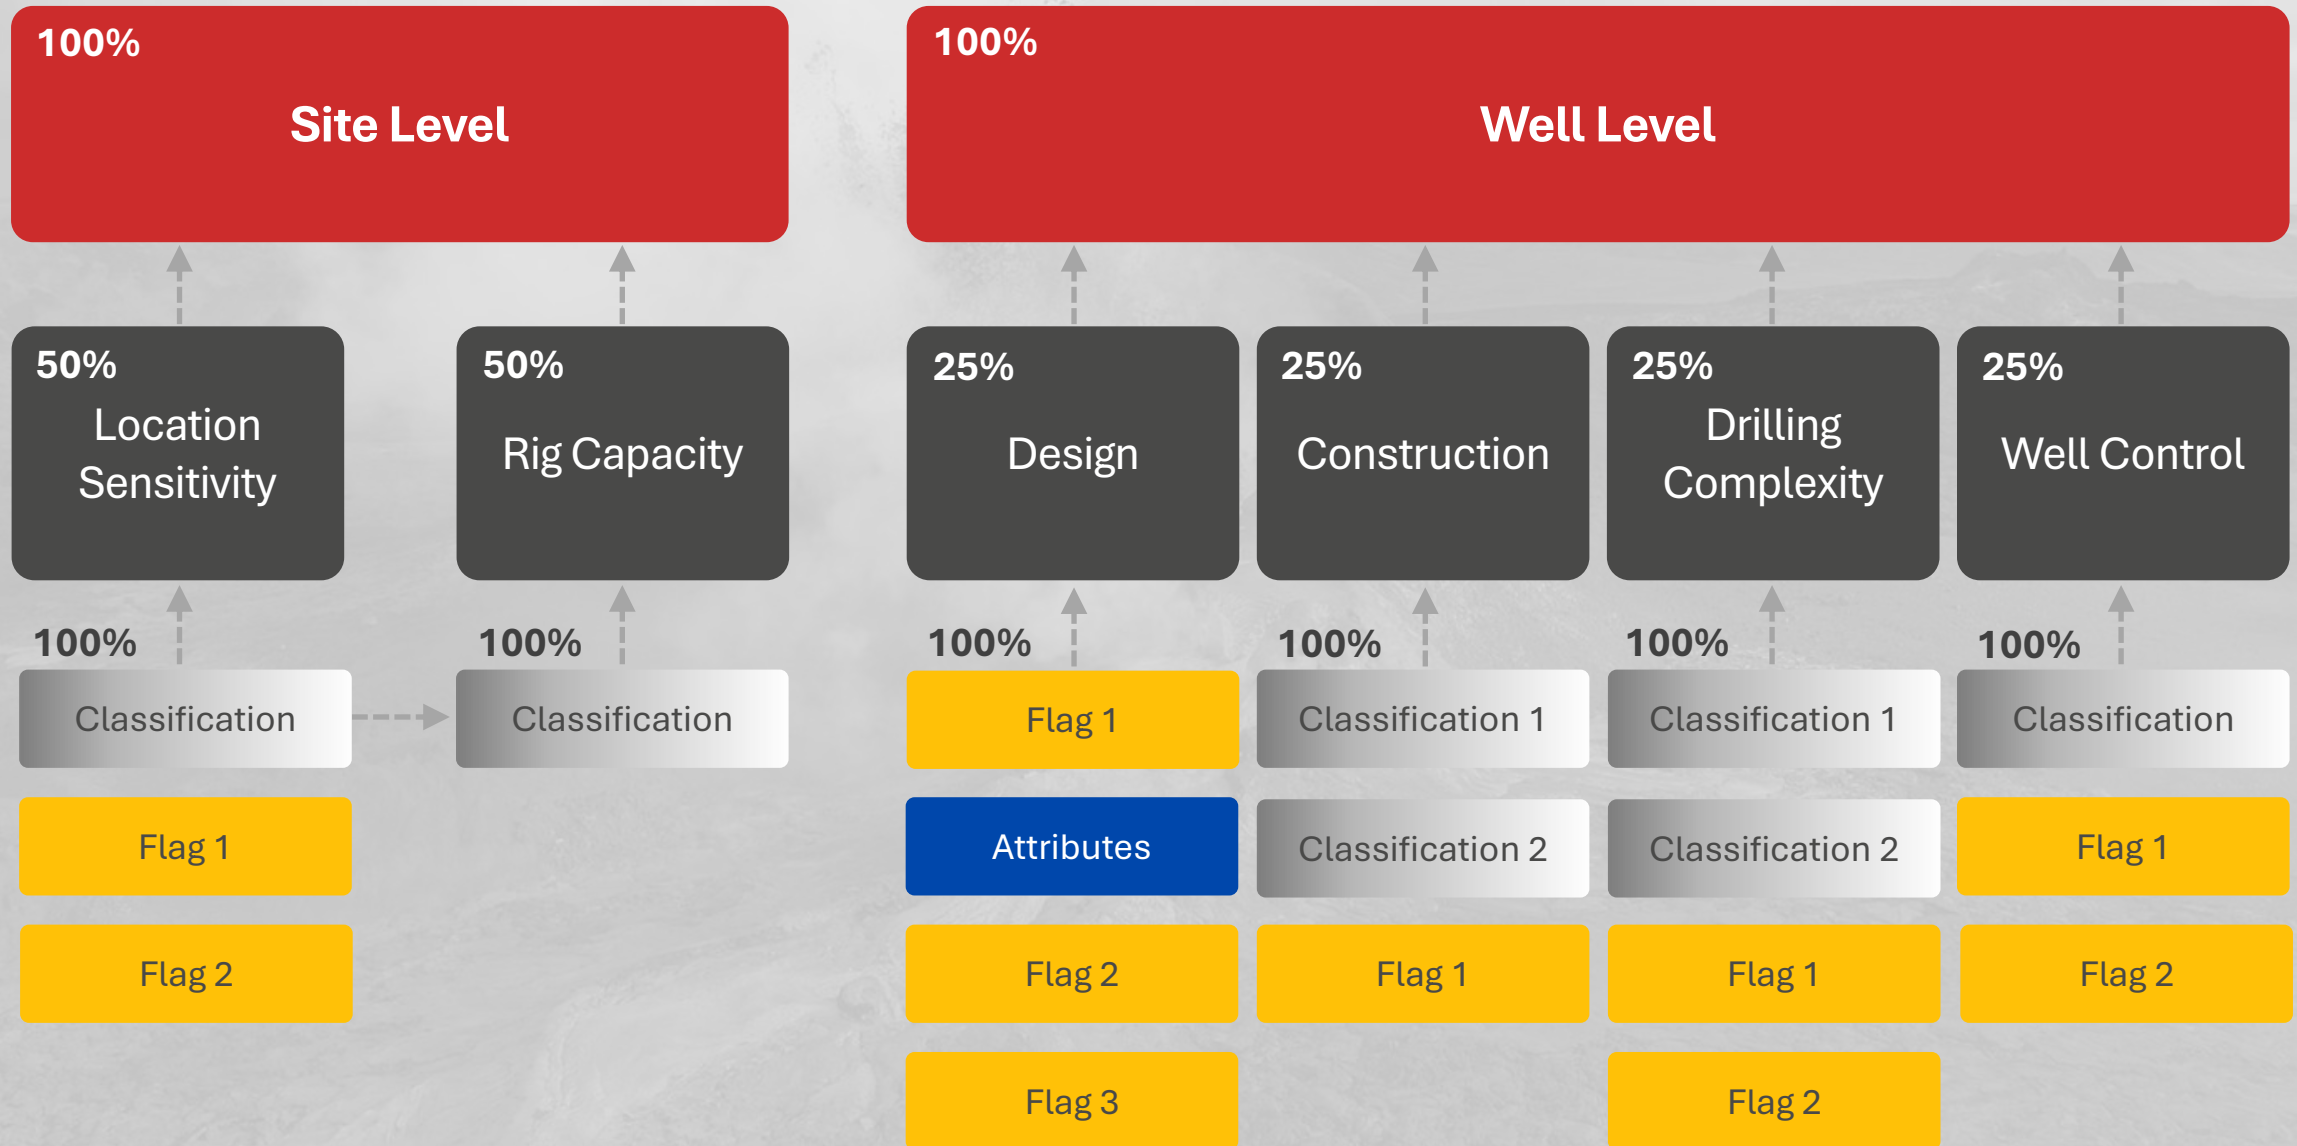 100%
Site Level
100%
Well Level
50%
Location
Sensitivity
50%
Rig Capacity
25%
Design
25%
Construction
25%
Drilling
Complexity
25%
Well Control
100%
100%
100%
100%
100%
100%
Classification
Classification
Flag 1
Classification 1
Classification 1
Classification
Flag 1
Attributes
Classification 2
Classification 2
Flag 1
Flag 2
Flag 2
Flag 1
Flag 1
Flag 2
Flag 3
Flag 2